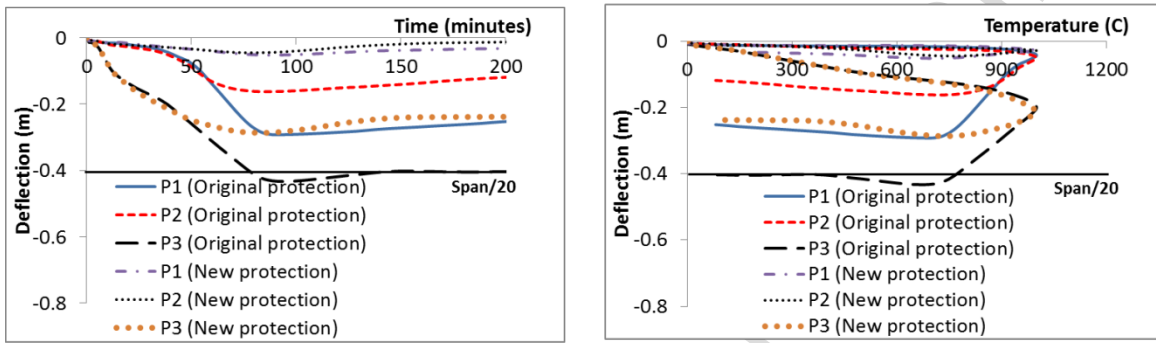 Time (minutes)
0
0
50
100
150
200
-0.2
-0.4
-0.6
-0.8
Deflection (m)
Span/20
P1 (Original protection)
P2 (Original protection)
P3 (Original protection)
P1 (New protection)
P2 (New protection)
P3 (New protection)
Temperature (C)
0
0
300
600
900
1200
-0.2
-0.4
-0.6
-0.8
Deflection (m)
Span/20
P1 (Original protection)
P2 (Original protection)
P3 (Original protection)
P1 (New protection)
P2 (New protection)
P3 (New protection)